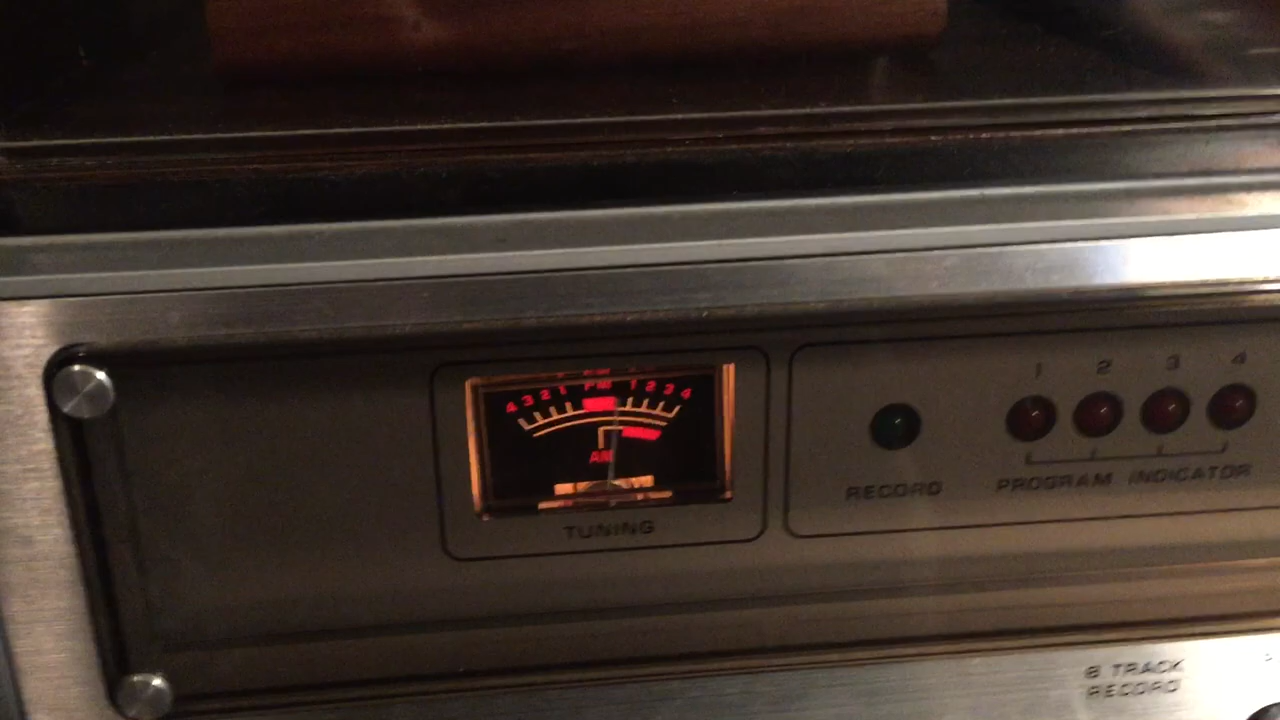 4 3 2 1 FM 1 2 3 4
AM
TUNING
RECORD
1 2 3 4
PROGRAM INDICATOR
8 TRACK
RECORD